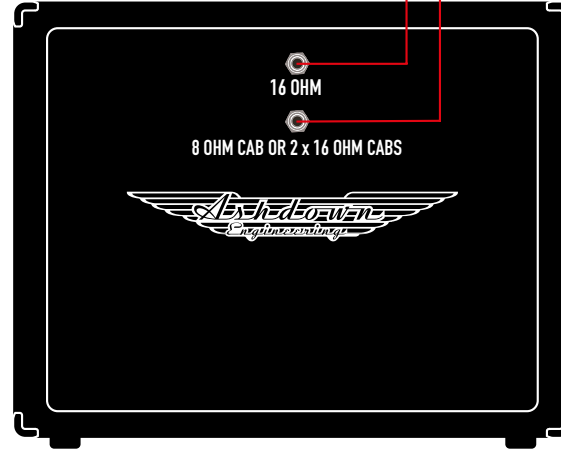 16 OHM
8 OHM CAB OR 2 x 16 OHM CABS
Ashdown
Engineering